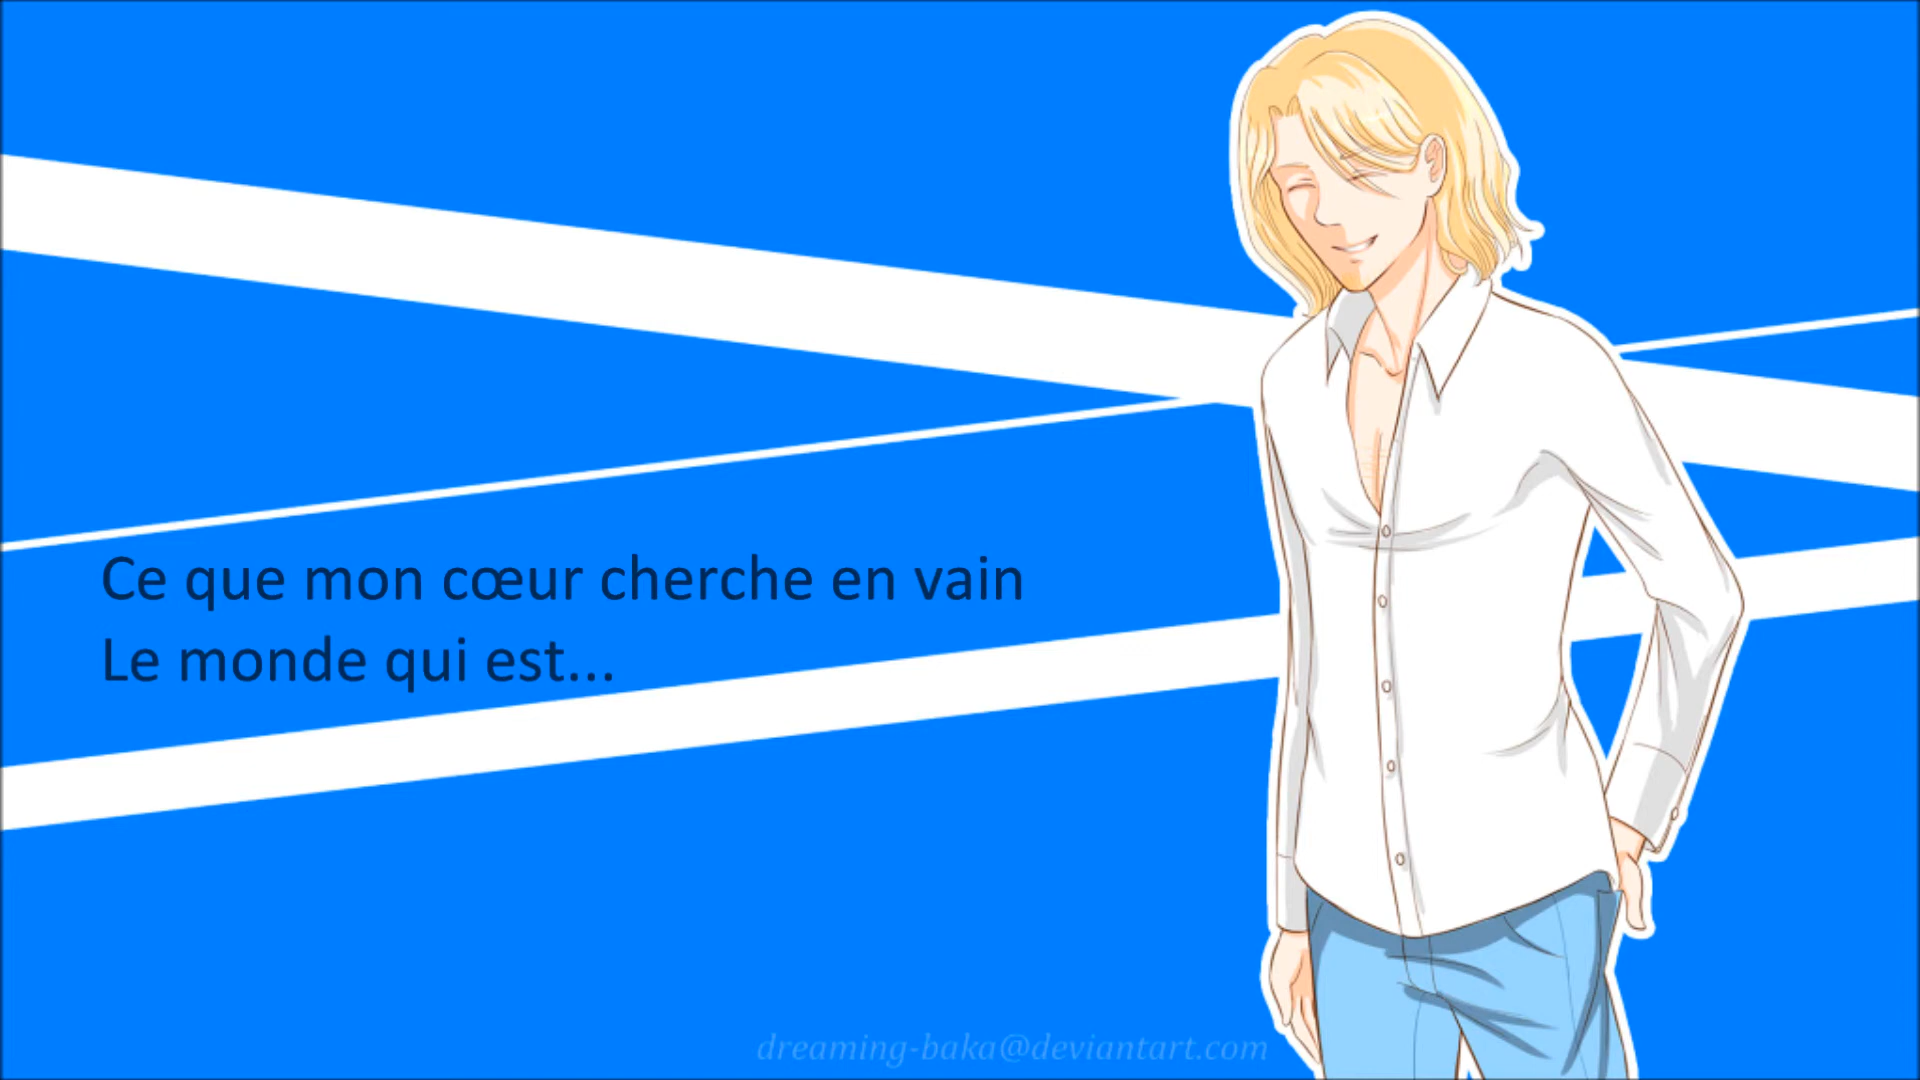 Ce que mon cœur cherche en vain
Le monde qui est...
dreaming-baka@deviantart.com